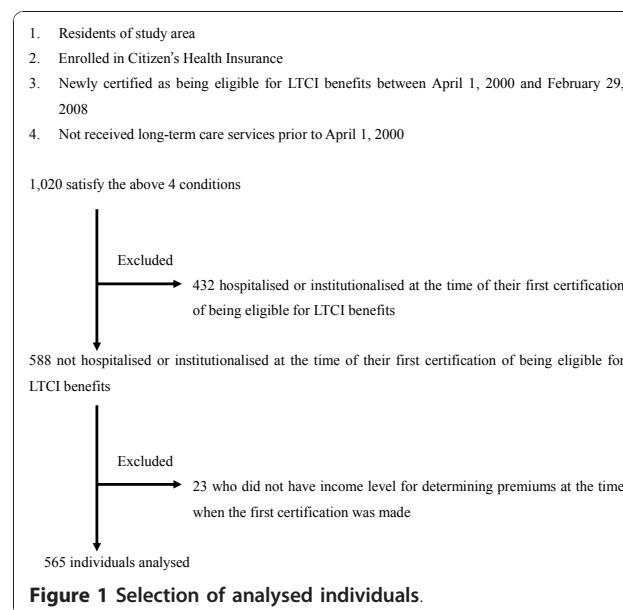 1. Residents of study area
2. Enrolled in Citizen's Health Insurance
3. Newly certified as being eligible for LTCI benefits between April 1, 2000 and February 29,
2008
4. Not received long-term care services prior to April 1, 2000
1,020 satisfy the above 4 conditions
Excluded
432 hospitalised or institutionalised at the time of their first certification
of being eligible for LTCI benefits
588 not hospitalised or institutionalised at the time of their first certification of being eligible for
LTCI benefits
Excluded
23 who did not have income level for determining premiums at the time
when the first certification was made
565 individuals analysed
Figure 1 Selection of analysed individuals.